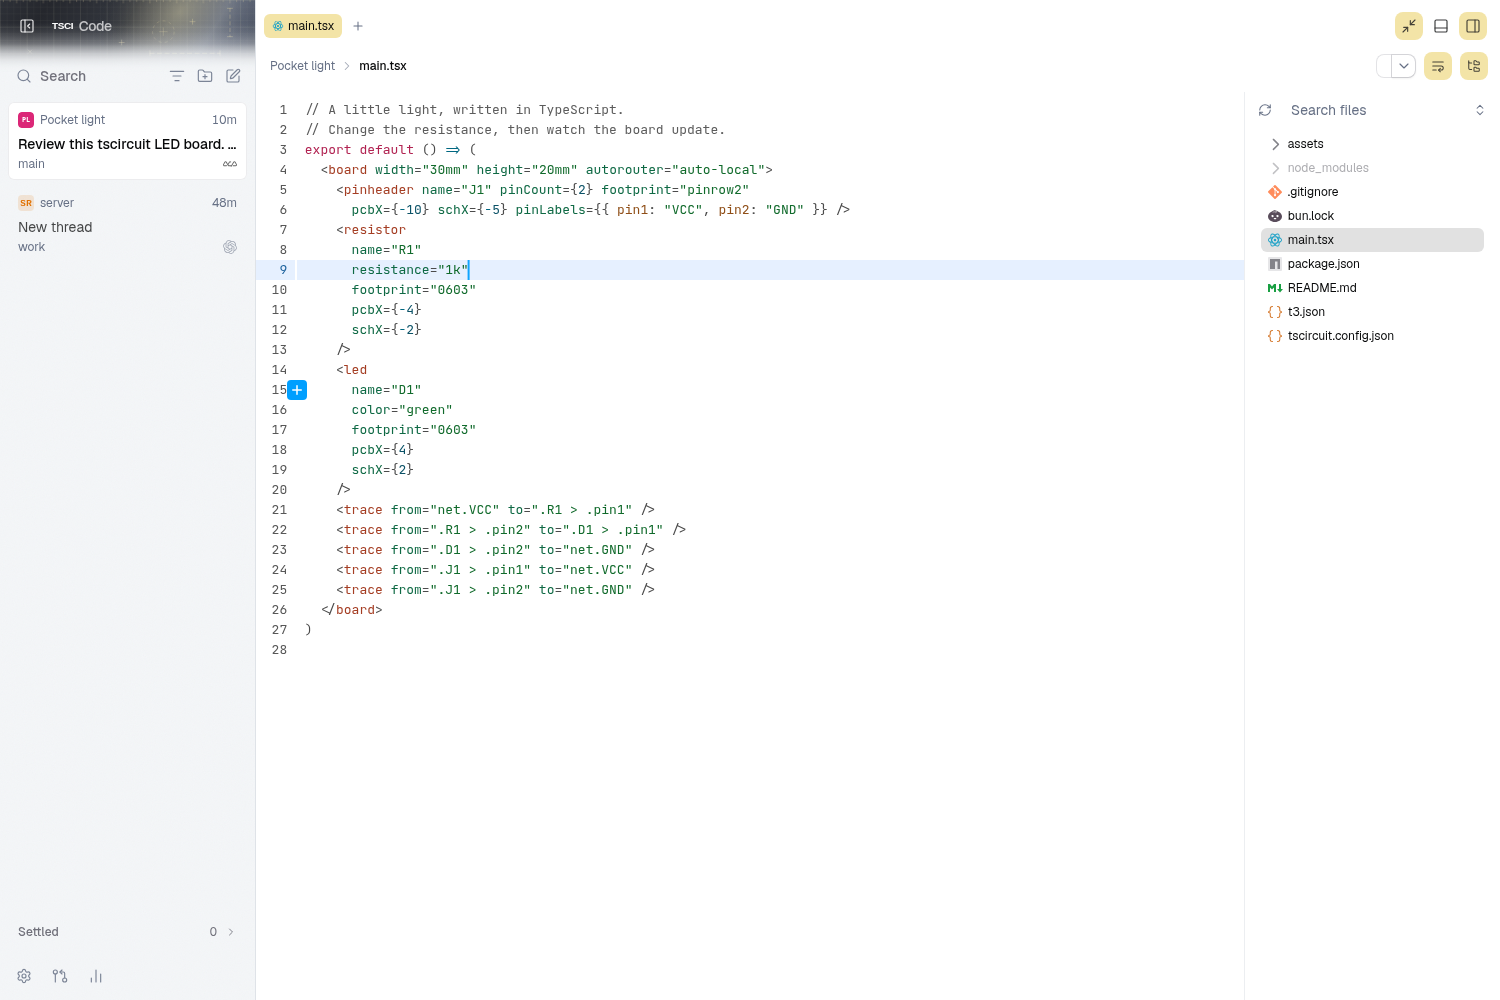 TSCI Code
Search
PL Pocket light 10m
Review this tscircuit LED board. ...
main
SR server 48m
New thread
work
Settled 0
main.tsx
Pocket light > main.tsx
1 // A little light, written in TypeScript.
2 // Change the resistance, then watch the board update.
3 export default () => (
4 <board width="30mm" height="20mm" autorouter="auto-local">
5 <pinheader name="J1" pinCount={2} footprint="pinrow2"
6 pcbX={-10} schX={-5} pinLabels={{ pin1: "VCC", pin2: "GND" }} />
7 <resistor
8 name="R1"
9 resistance="1k"
10 footprint="0603"
11 pcbX={-4}
12 schX={-2}
13 />
14 <led
15 name="D1"
16 color="green"
17 footprint="0603"
18 pcbX={4}
19 schX={2}
20 />
21 <trace from="net.VCC" to=".R1 > .pin1" />
22 <trace from=".R1 > .pin2" to=".D1 > .pin1" />
23 <trace from=".D1 > .pin2" to="net.GND" />
24 <trace from=".J1 > .pin1" to="net.VCC" />
25 <trace from=".J1 > .pin2" to="net.GND" />
26 </board>
27 )
28
Search files
assets
node_modules
.gitignore
bun.lock
main.tsx
package.json
README.md
t3.json
tscircuit.config.json